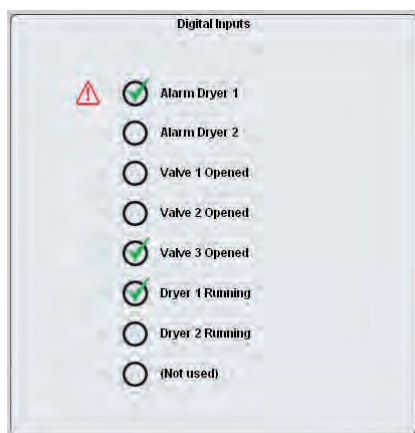 Digital Inputs
Alarm Dryer 1
Alarm Dryer 2
Valve 1 Opened
Valve 2 Opened
Valve 3 Opened
Dryer 1 Running
Dryer 2 Running
(Not used)